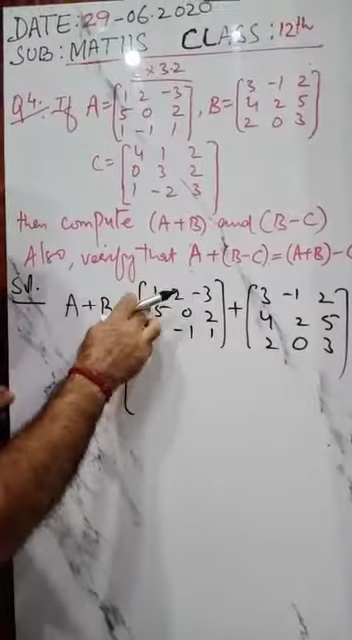 DATE: 29-06.2020
SUB: MATHS CLASS: 12th
Ex 3.2
Q4. If A = [1 2 -3
5 0 2
1 -1 1], B = [3 -1 2
4 2 5
2 0 3]
C = [4 1 2
0 3 2
1 -2 3]
then compute (A+B) and (B-C)
Also, verify that A+(B-C) = (A+B)-C
Sol.
A+B [1 2 -3
5 0 2
-1 1] + [3 -1 2
4 2 5
2 0 3]